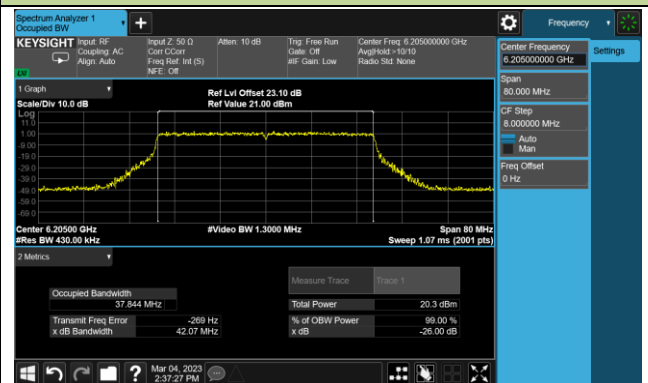 Spectrum Analyzer 1
Occupied BW
Frequency
KEYSIGHT
Input: RF
Coupling: AC
Align: Auto
Input Z: 50 Ω
Corr CCorr
Freq Ref: Int (S)
NFE: Off
Atten: 10 dB
Trig: Free Run
Gate: Off
#IF Gain: Low
Center Freq: 6.205000000 GHz
Avg|Hold:>10/10
Radio Std: None
Center Frequency
6.205000000 GHz
Settings
Span
80.000 MHz
CF Step
8.000000 MHz
Auto
Man
Freq Offset
0 Hz
1 Graph
Scale/Div 10.0 dB
Ref Lvl Offset 23.10 dB
Ref Value 21.00 dBm
Log
11.0
1.00
-9.00
-19.0
-29.0
-39.0
-49.0
-59.0
-69.0
Center 6.20500 GHz
#Res BW 430.00 kHz
#Video BW 1.3000 MHz
Span 80 MHz
Sweep 1.07 ms (2001 pts)
2 Metrics
Measure Trace
Trace 1
Occupied Bandwidth
37.844 MHz
Total Power
20.3 dBm
Transmit Freq Error
-269 Hz
% of OBW Power
99.00 %
x dB Bandwidth
42.07 MHz
x dB
-26.00 dB
?
Mar 04, 2023
2:37:27 PM